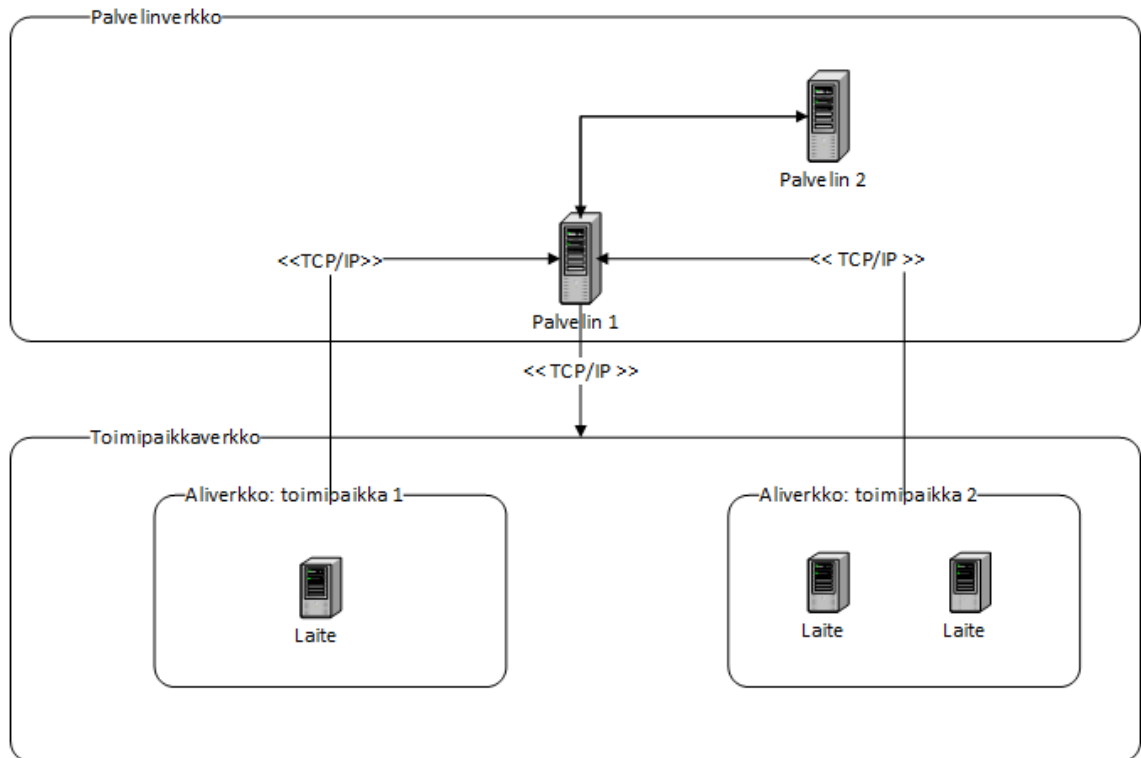 Palvelinverkko
Palvelin 2
<<TCP/IP>>
<< TCP/IP >>
Palvelin 1
<< TCP/IP >>
Toimipaikkaverkko
Aliverkko: toimipaikka 1
Aliverkko: toimipaikka 2
Laite
Laite
Laite